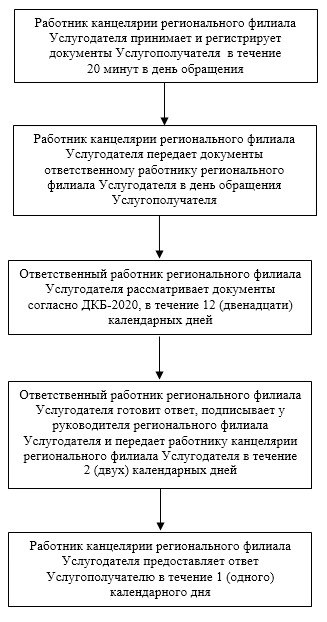 Работник канцелярии регионального филиала
Услугодателя принимает и регистрирует
документы Услугополучателя в течение
20 минут в день обращения
Работник канцелярии регионального филиала
Услугодателя передает документы
ответственному работнику регионального
филиала Услугодателя в день обращения
Услугополучателя
Ответственный работник регионального филиала
Услугодателя рассматривает документы
согласно ДКБ-2020, в течение 12 (двенадцати)
календарных дней
Ответственный работник регионального филиала
Услугодателя готовит ответ, подписывает у
руководителя регионального филиала
Услугодателя и передает работнику канцелярии
регионального филиала Услугодателя в течение
2 (двух) календарных дней
Работник канцелярии регионального филиала
Услугодателя предоставляет ответ
Услугополучателю в течение 1 (одного)
календарного дня